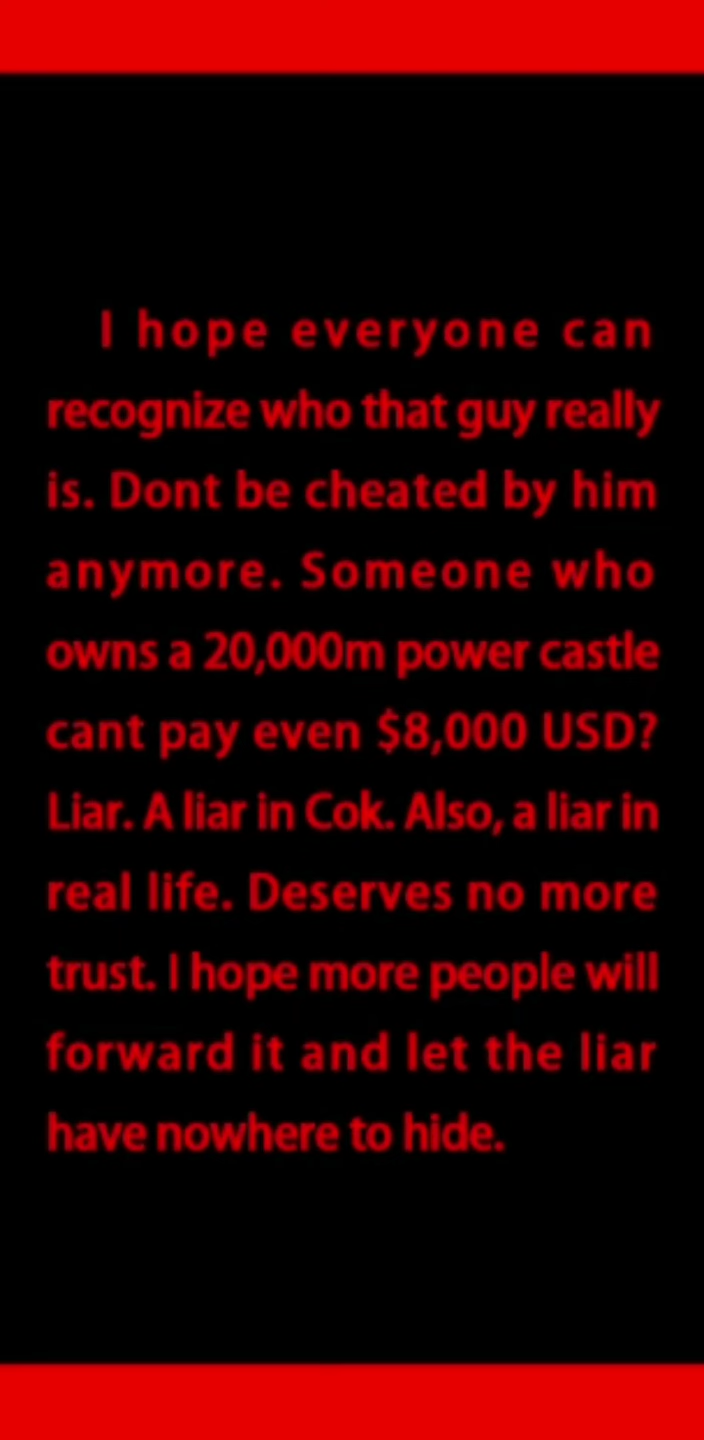 I hope everyone can
recognize who that guy really
is. Dont be cheated by him
anymore. Someone who
owns a 20,000m power castle
cant pay even $8,000 USD?
Liar. A liar in Cok. Also, a liar in
real life. Deserves no more
trust. I hope more people will
forward it and let the liar
have nowhere to hide.